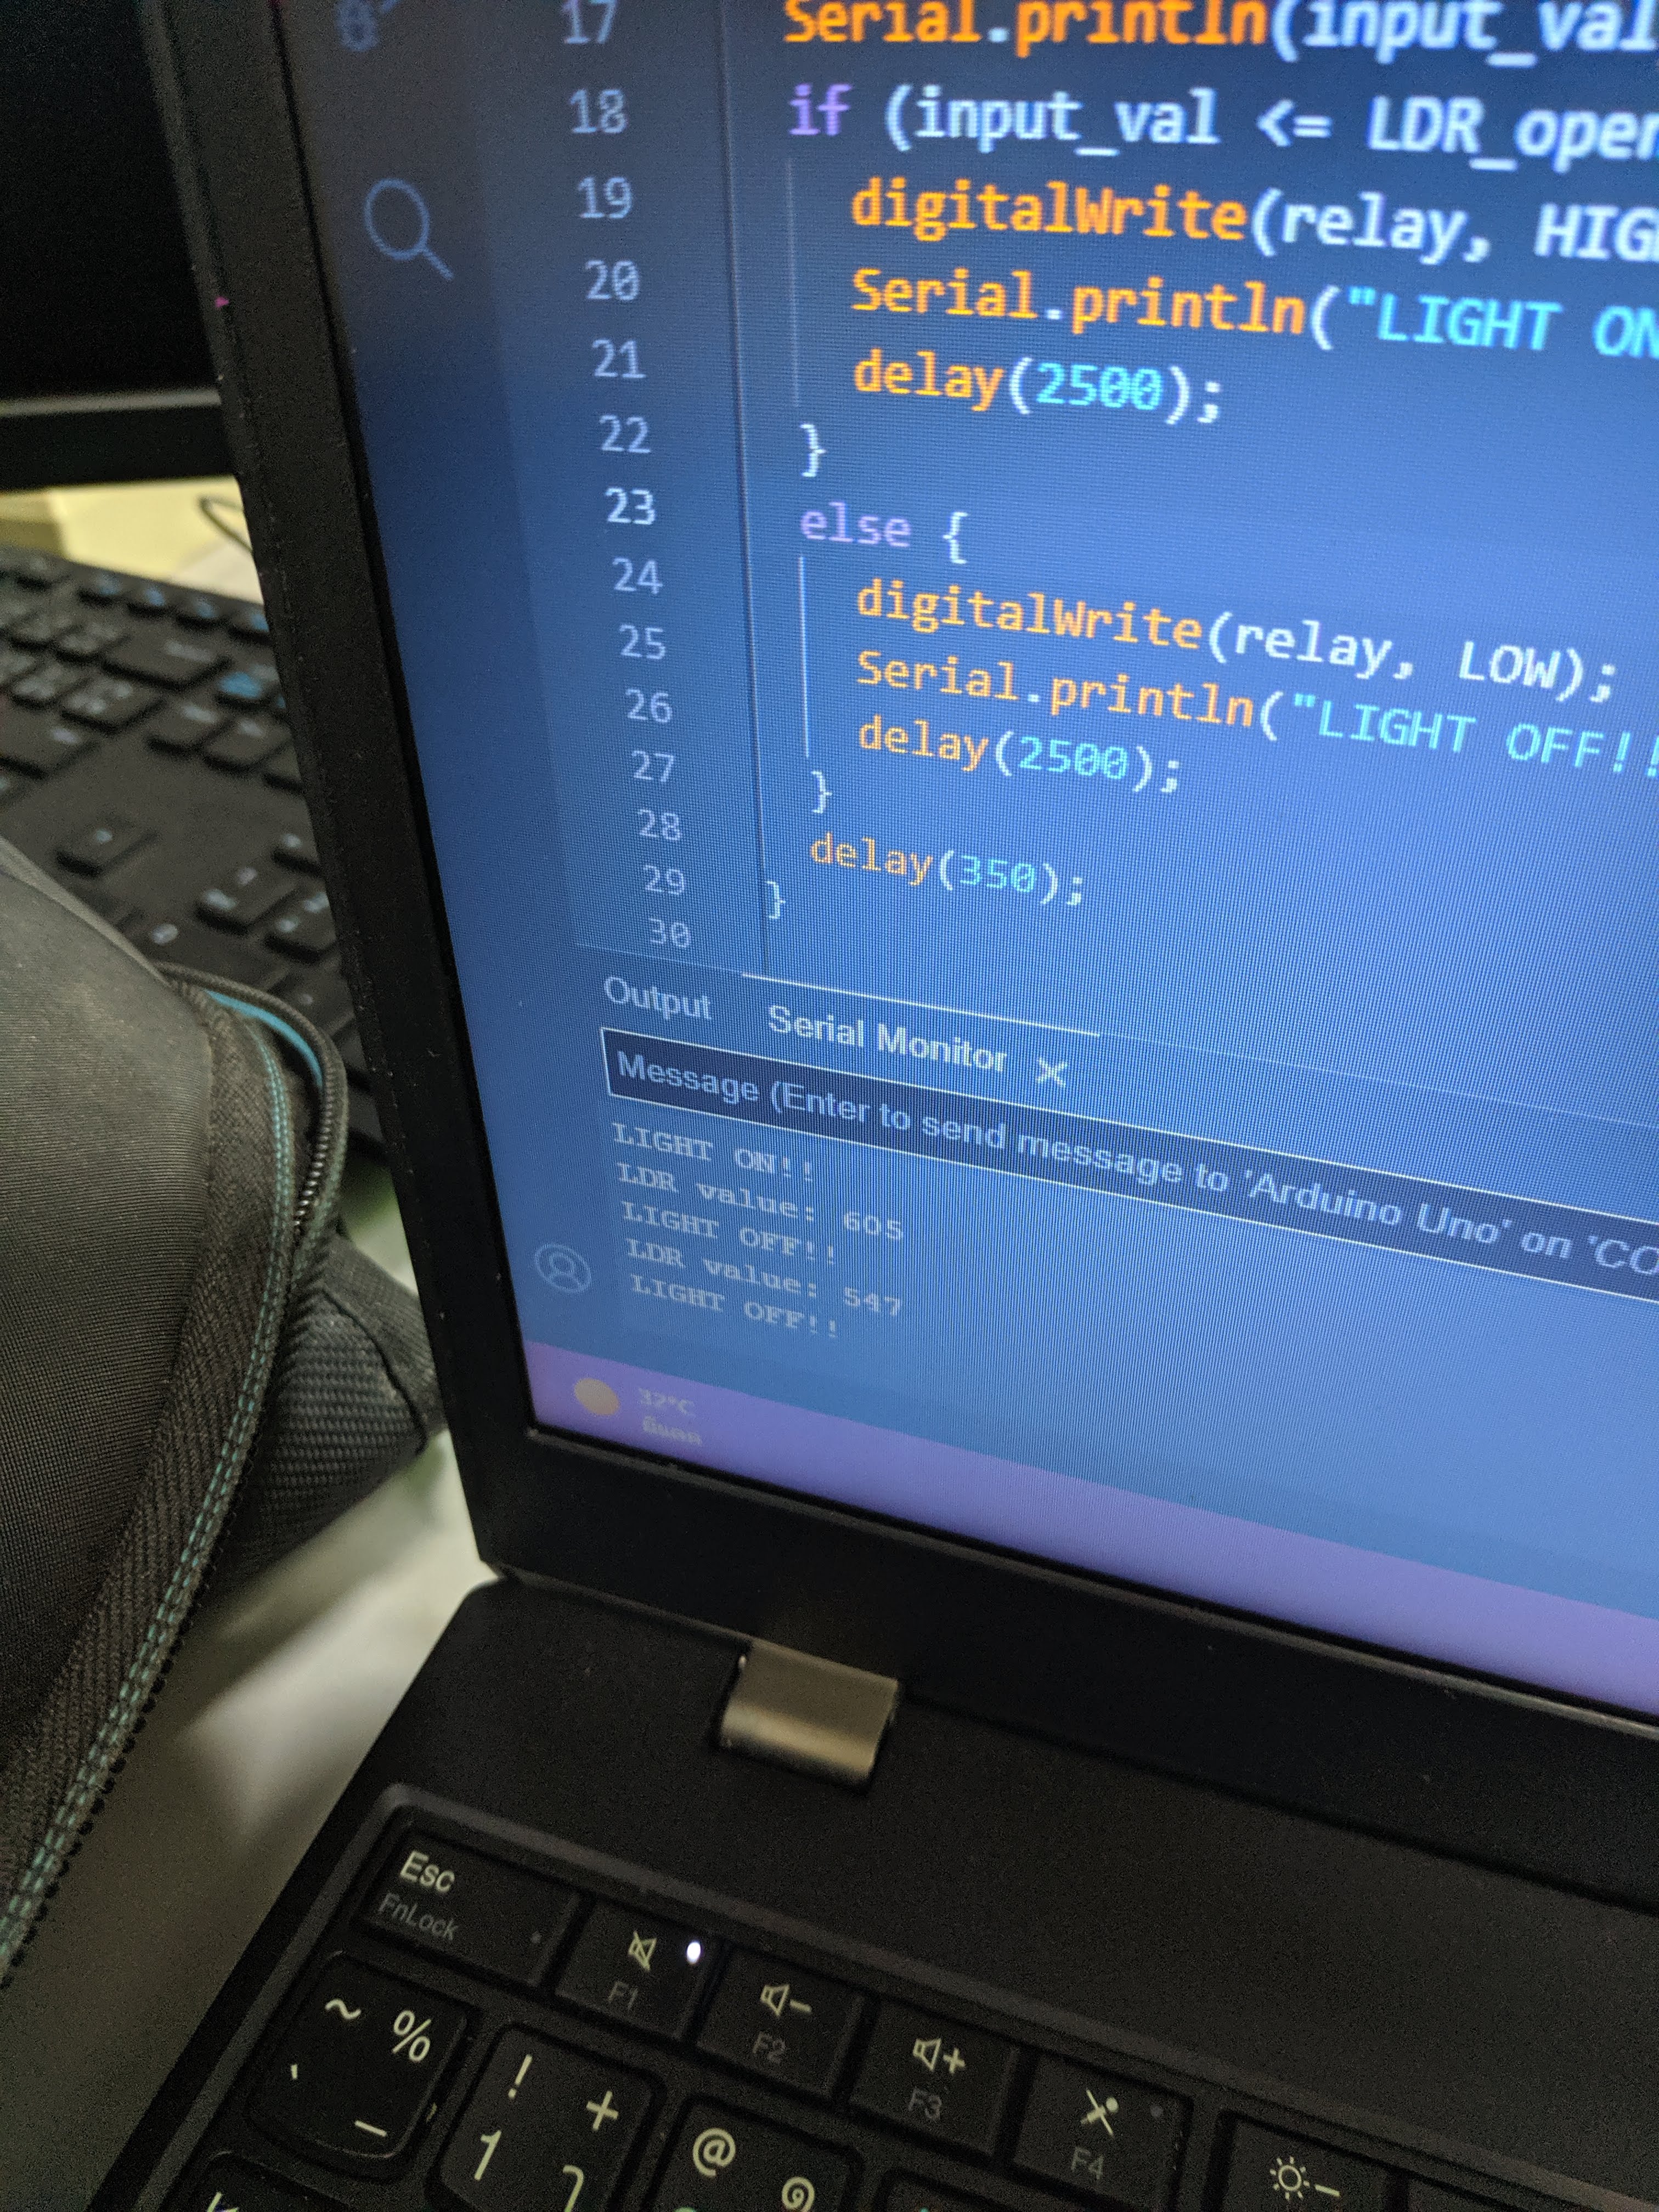 17 Serial.println(input_val
18 if (input_val <= LDR_open
19 digitalWrite(relay, HIG
20 Serial.println("LIGHT ON
21 delay(2500);
22 }
23 else {
24 digitalWrite(relay, LOW);
25 Serial.println("LIGHT OFF!!
26 delay(2500);
27 }
28 delay(350);
29 }
30
Output Serial Monitor
Message (Enter to send message to 'Arduino Uno' on 'CO
LIGHT ON!!
LDR value: 605
LIGHT OFF!!
LDR value: 547
LIGHT OFF!!
32°C
Esc
FnLock
F1
F2
F3
F4
~ %
` _
! +
1 ๅ
@ ๑